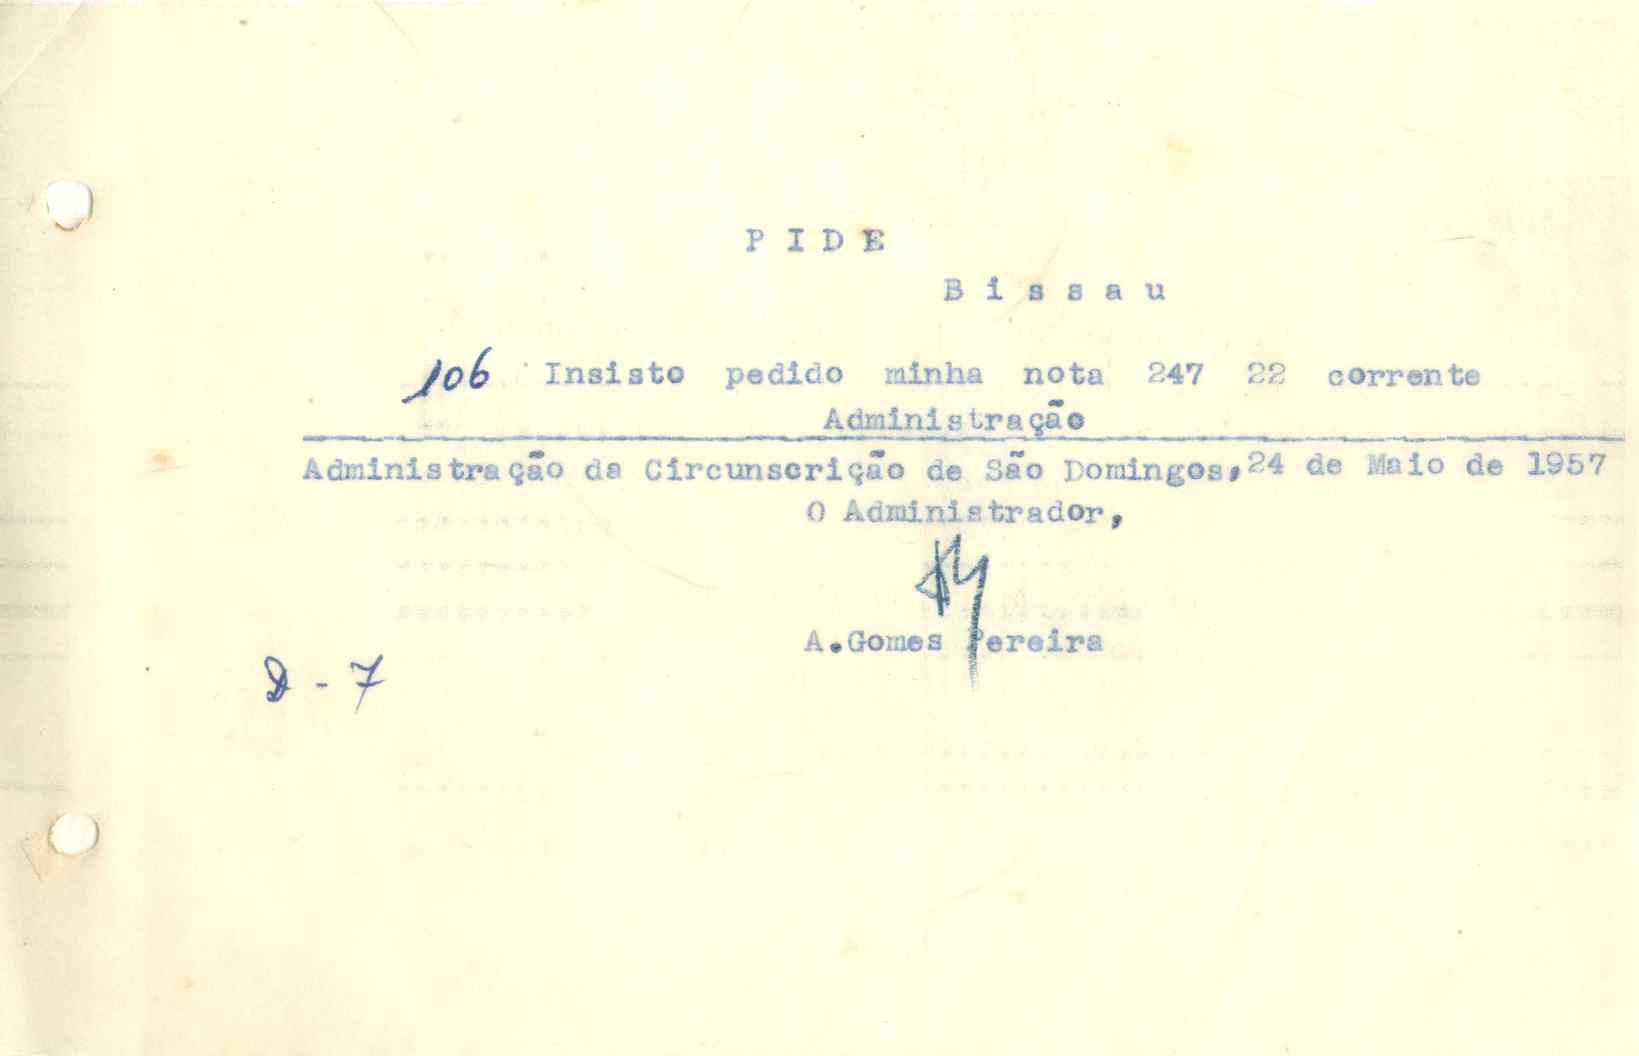 P I D E
B i s s a u
106 Insisto pedido minha nota 247 22 corrente
Administração
Administração da Circunscrição de São Domingos, 24 de Maio de 1957
O Administrador,
A.Gomes Pereira
D - 7